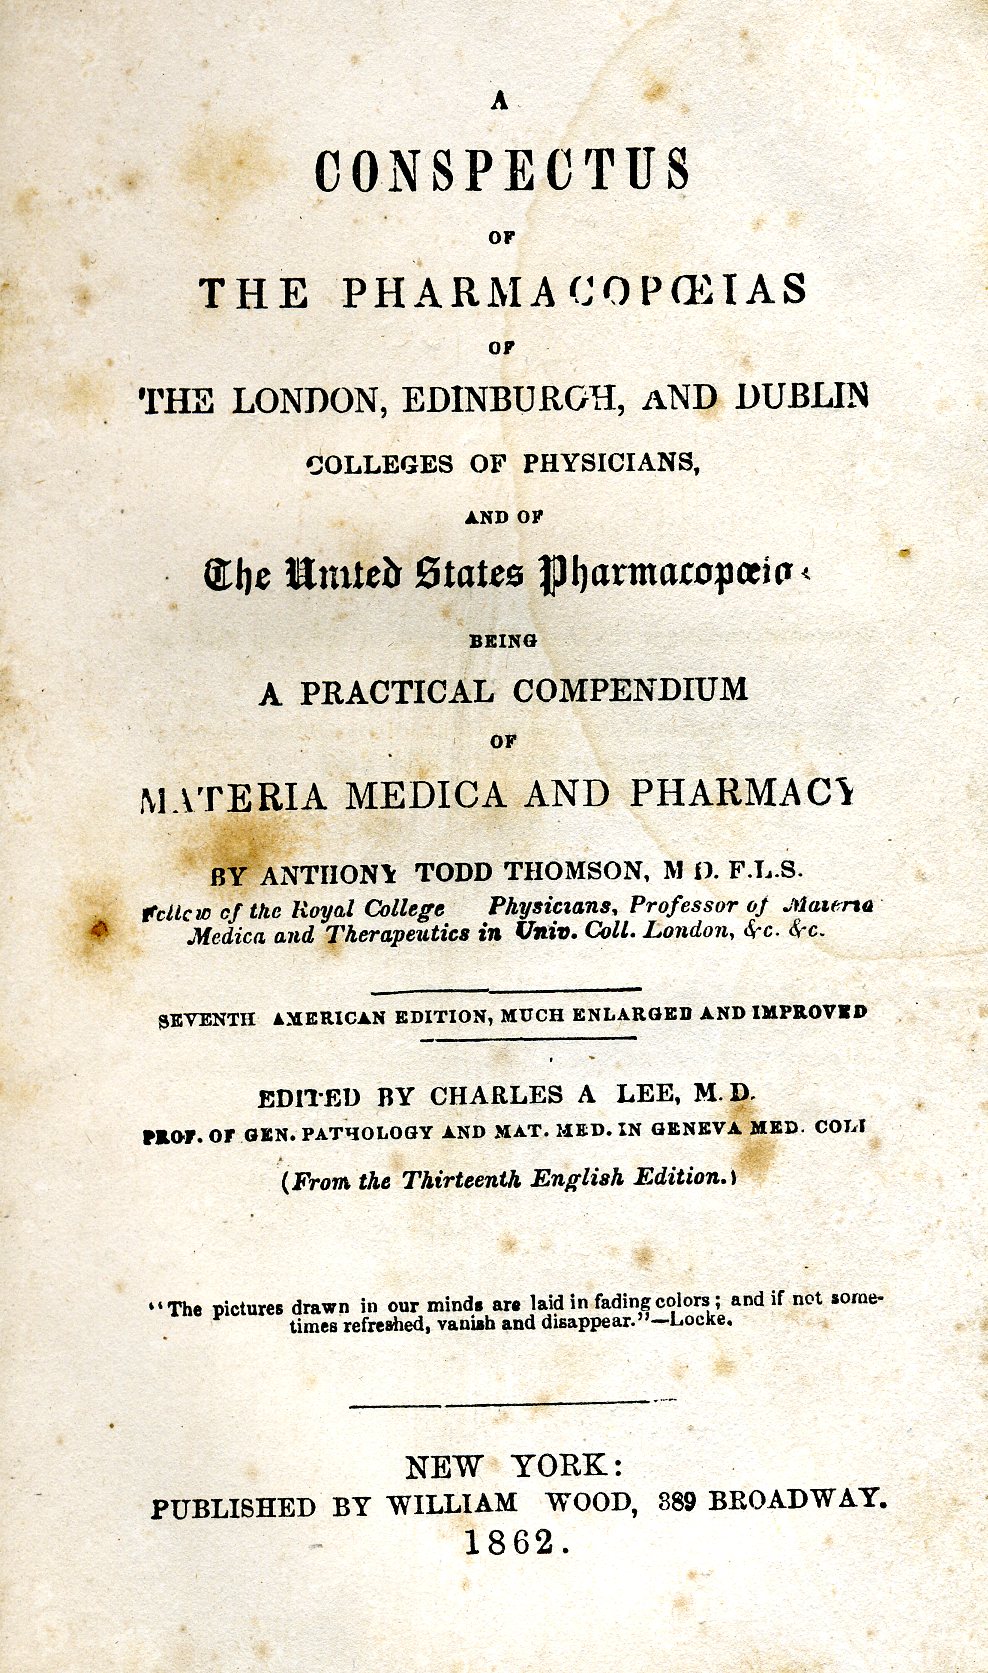 A
CONSPECTUS
OF
THE PHARMACOPŒIAS
OF
THE LONDON, EDINBURGH, AND DUBLIN
COLLEGES OF PHYSICIANS,
AND OF
The United States Pharmacopœia
BEING
A PRACTICAL COMPENDIUM
OF
MATERIA MEDICA AND PHARMACY
BY ANTHONY TODD THOMSON, M D. F.L.S.
Fellow of the Royal College Physicians, Professor of Materia
Medica and Therapeutics in Univ. Coll. London, &c. &c.
SEVENTH AMERICAN EDITION, MUCH ENLARGED AND IMPROVED
EDITED BY CHARLES A LEE, M.D.
PROF. OF GEN. PATHOLOGY AND MAT. MED. IN GENEVA MED. COLL
(From the Thirteenth English Edition.)
"The pictures drawn in our minds are laid in fading colors; and if not some-
times refreshed, vanish and disappear."—Locke.
NEW YORK:
PUBLISHED BY WILLIAM WOOD, 389 BROADWAY.
1862.